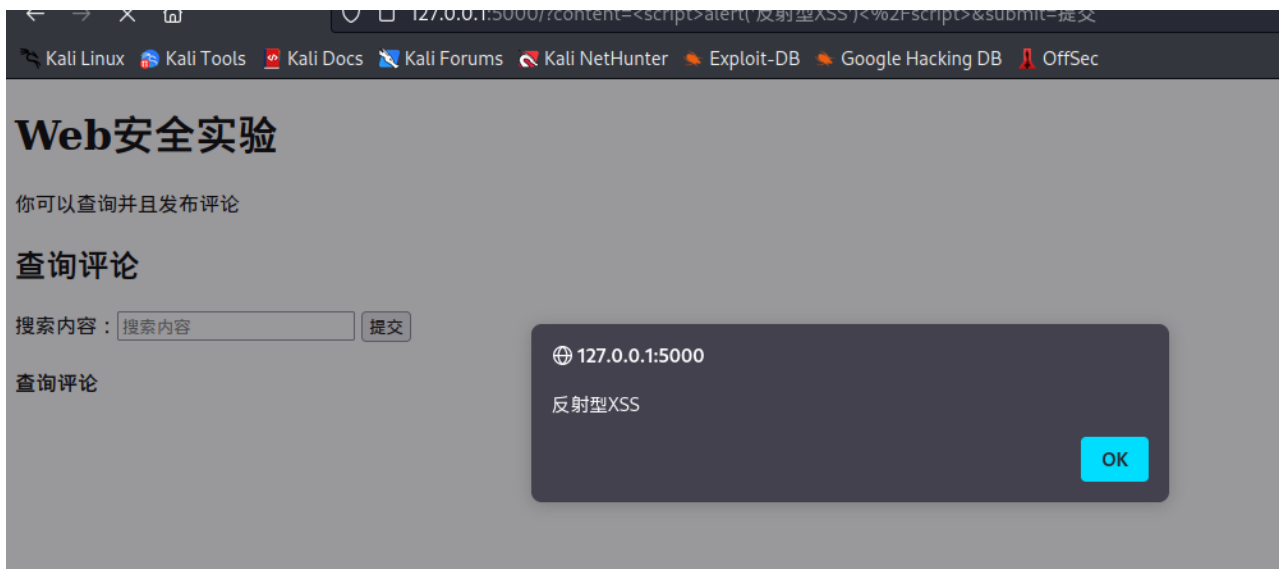 127.0.0.1:5000/?content=<script>alert('反射型XSS')<%2Fscript>&submit=提交
Kali Linux Kali Tools Kali Docs Kali Forums Kali NetHunter Exploit-DB Google Hacking DB OffSec
Web安全实验
你可以查询并且发布评论
查询评论
搜索内容：搜索内容 提交
127.0.0.1:5000
查询评论
反射型XSS
OK